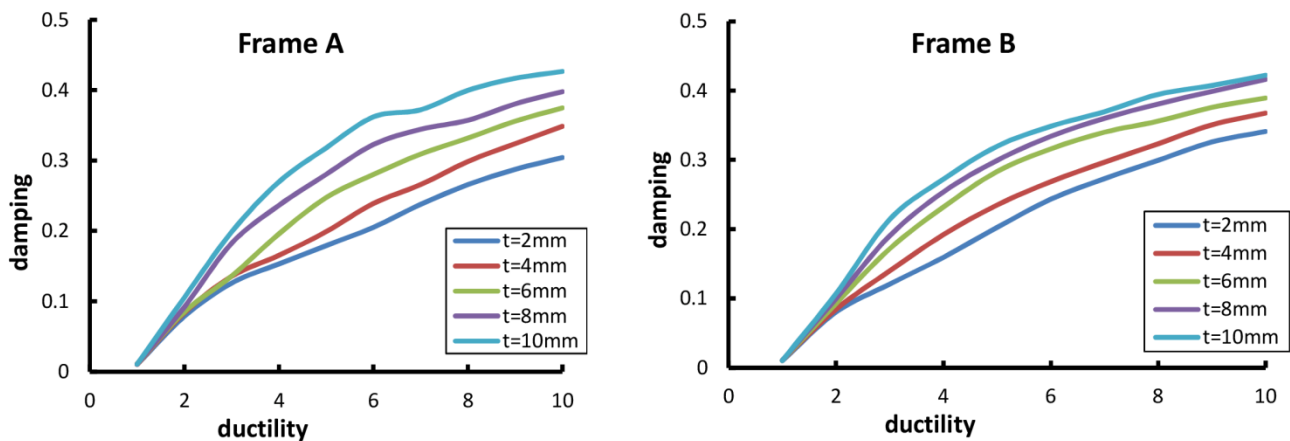 Frame A
damping
0.5
0.4
0.3
0.2
0.1
0
0
2
4
6
8
10
ductility
t=2mm
t=4mm
t=6mm
t=8mm
t=10mm
Frame B
damping
0.5
0.4
0.3
0.2
0.1
0
0
2
4
6
8
10
ductility
t=2mm
t=4mm
t=6mm
t=8mm
t=10mm